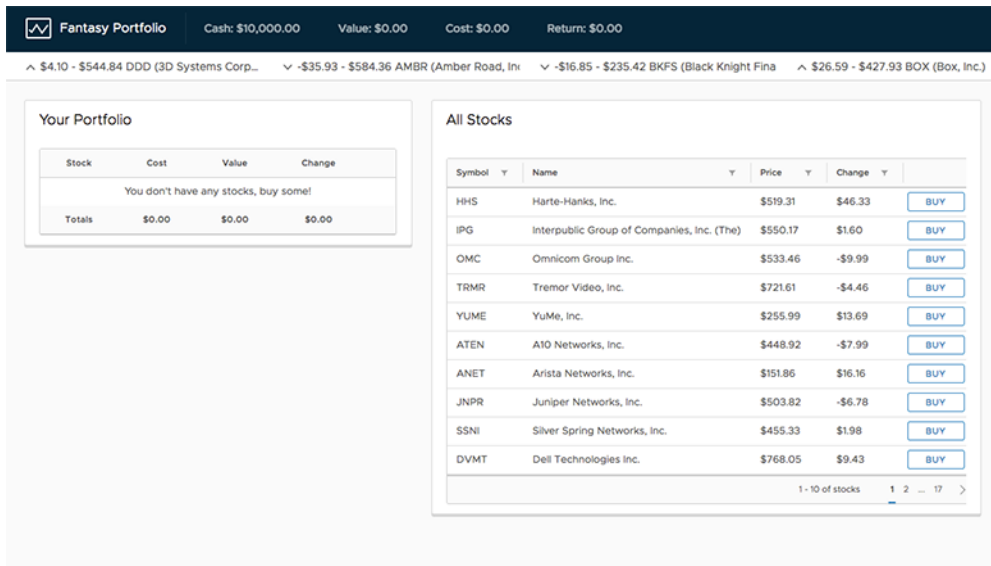 Fantasy Portfolio Cash: $10,000.00 Value: $0.00 Cost: $0.00 Return: $0.00
$4.10 - $544.84 DDD (3D Systems Corp... -$35.93 - $584.36 AMBR (Amber Road, Inc -$16.85 - $235.42 BKFS (Black Knight Fina $26.59 - $427.93 BOX (Box, Inc.)
Your Portfolio
Stock Cost Value Change
You don't have any stocks, buy some!
Totals $0.00 $0.00 $0.00
All Stocks
Symbol Name Price Change
HHS Harte-Hanks, Inc. $519.31 $46.33 BUY
IPG Interpublic Group of Companies, Inc. (The) $550.17 $1.60 BUY
OMC Omnicom Group Inc. $533.46 -$9.99 BUY
TRMR Tremor Video, Inc. $721.61 -$4.46 BUY
YUME YuMe, Inc. $255.99 $13.69 BUY
ATEN A10 Networks, Inc. $448.92 -$7.99 BUY
ANET Arista Networks, Inc. $151.86 $16.16 BUY
JNPR Juniper Networks, Inc. $503.82 -$6.78 BUY
SSNI Silver Spring Networks, Inc. $455.33 $1.98 BUY
DVMT Dell Technologies Inc. $768.05 $9.43 BUY
1 - 10 of stocks 1 2 ... 17